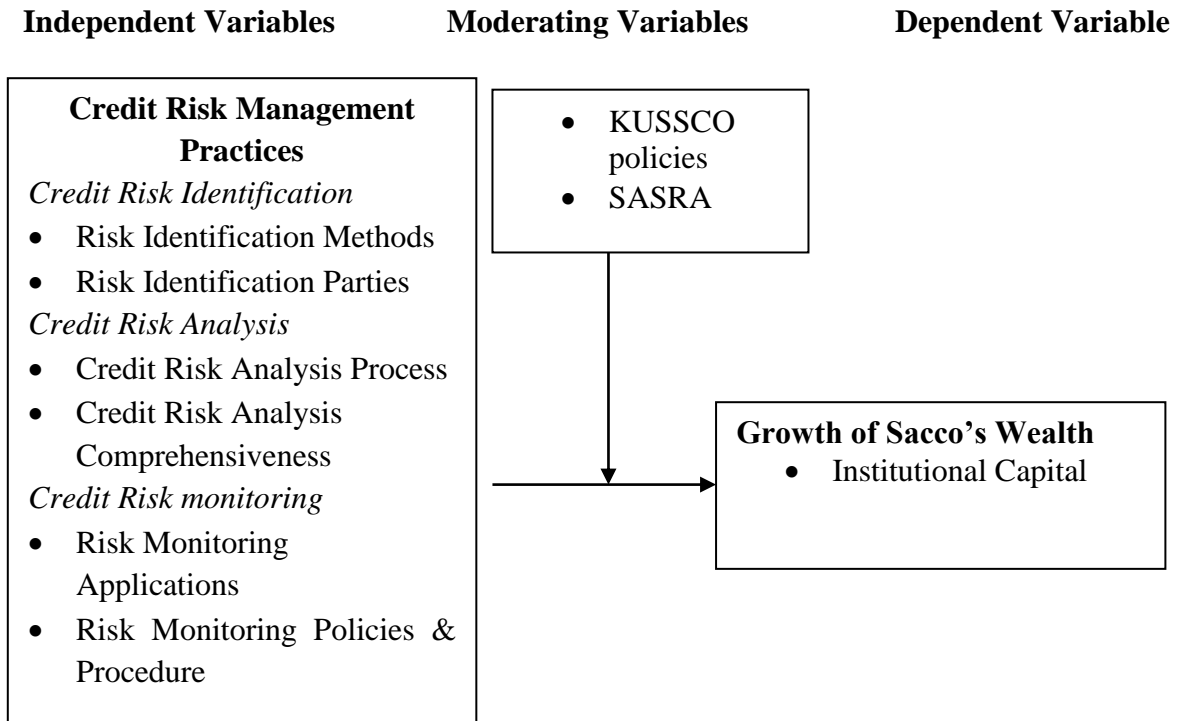 Independent Variables Moderating Variables Dependent Variable
Credit Risk Management
Practices
Credit Risk Identification
• Risk Identification Methods
• Risk Identification Parties
Credit Risk Analysis
• Credit Risk Analysis Process
• Credit Risk Analysis
Comprehensiveness
Credit Risk monitoring
• Risk Monitoring
Applications
• Risk Monitoring Policies &
Procedure
• KUSSCO
policies
• SASRA
Growth of Sacco’s Wealth
• Institutional Capital